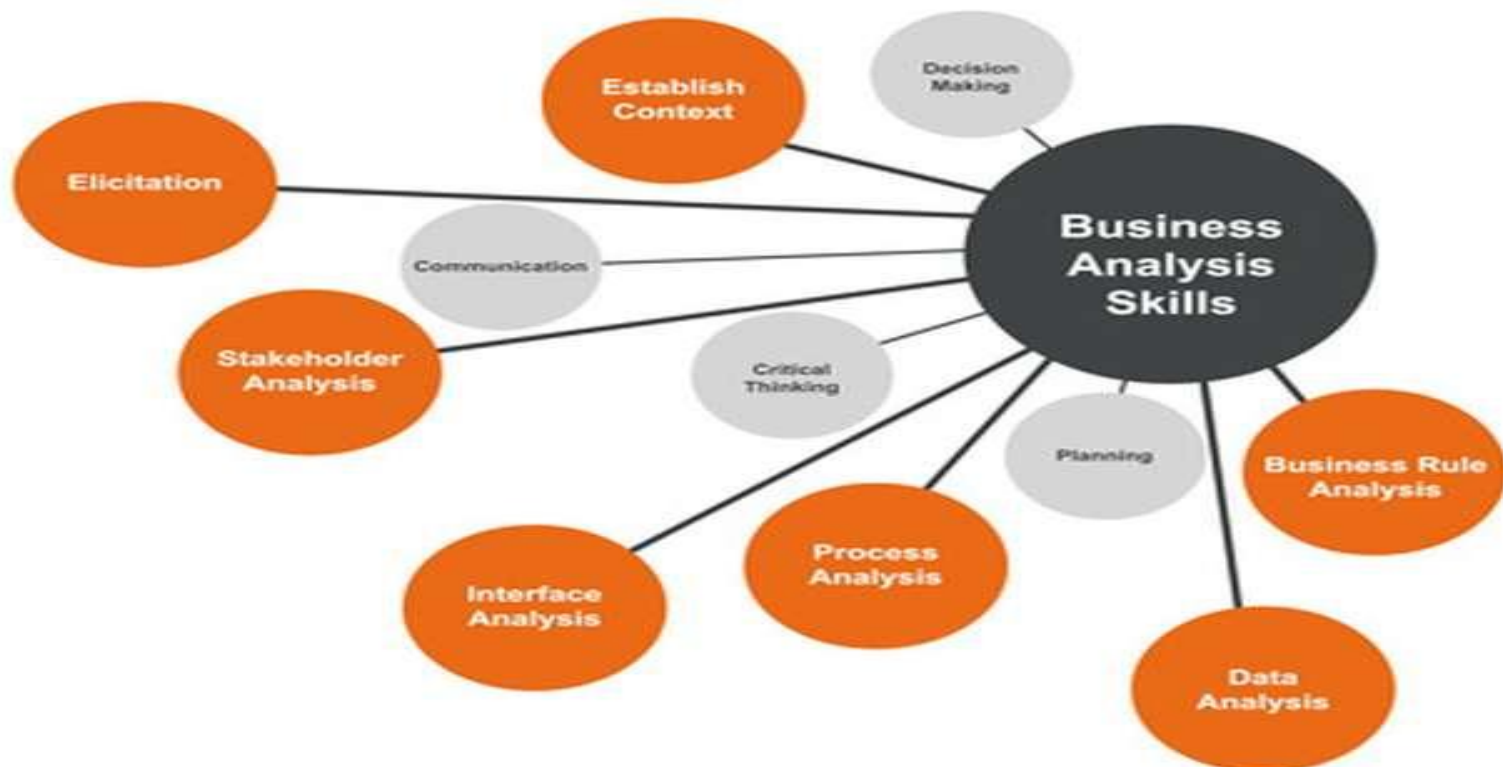 Decision
Making
Establish
Context
Elicitation
Business
Analysis
Skills
Communication
Stakeholder
Analysis
Critical
Thinking
Planning
Business Rule
Analysis
Process
Analysis
Interface
Analysis
Data
Analysis